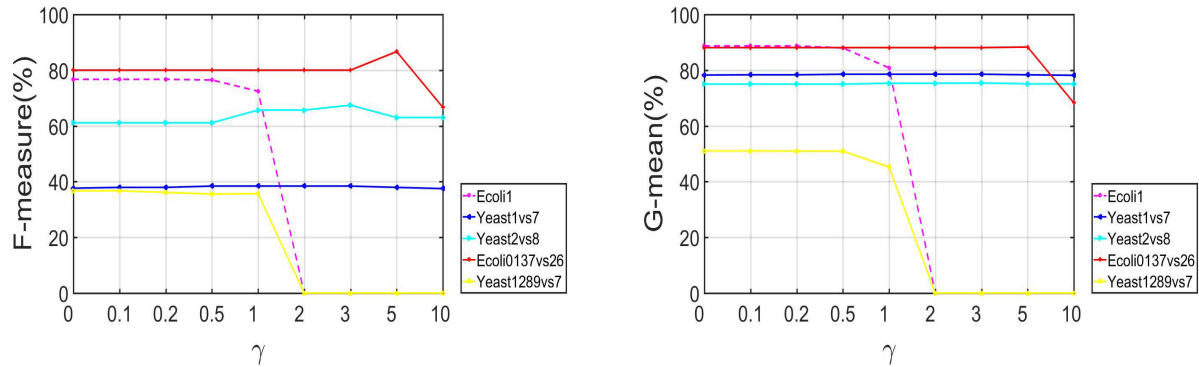 F-measure(%)
100
80
60
40
20
0
0 0.1 0.2 0.5 1 2 3 5 10
γ
Ecoli1
Yeast1vs7
Yeast2vs8
Ecoli0137vs26
Yeast1289vs7
G-mean(%)
100
80
60
40
20
0
0 0.1 0.2 0.5 1 2 3 5 10
γ
Ecoli1
Yeast1vs7
Yeast2vs8
Ecoli0137vs26
Yeast1289vs7